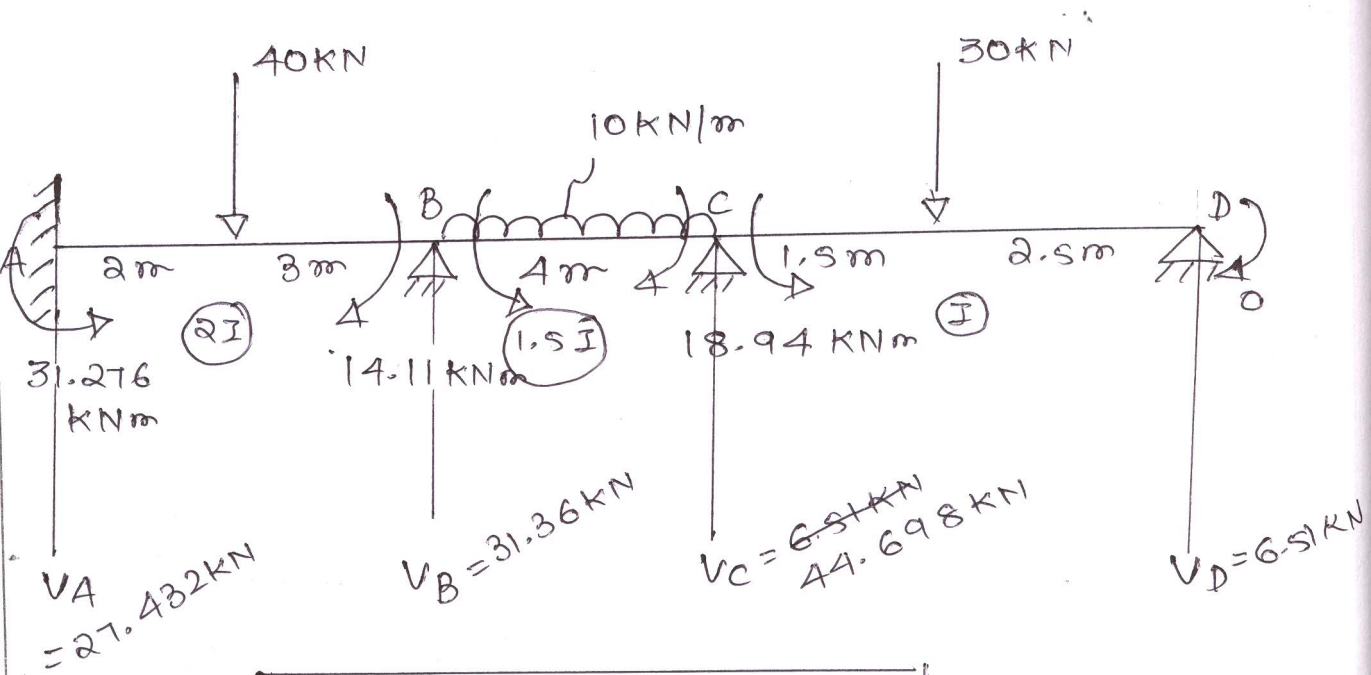 40KN
30KN
10KN/m
B
C
D
A
2m
3m
4m
1.5m
2.5m
0
2I
1.5I
I
31.276
KNm
14.11 KNm
18.94 KNm
VA
=27.432KN
VB=31.36KN
VC=6.51KN
44.698KN
VD=6.51KN